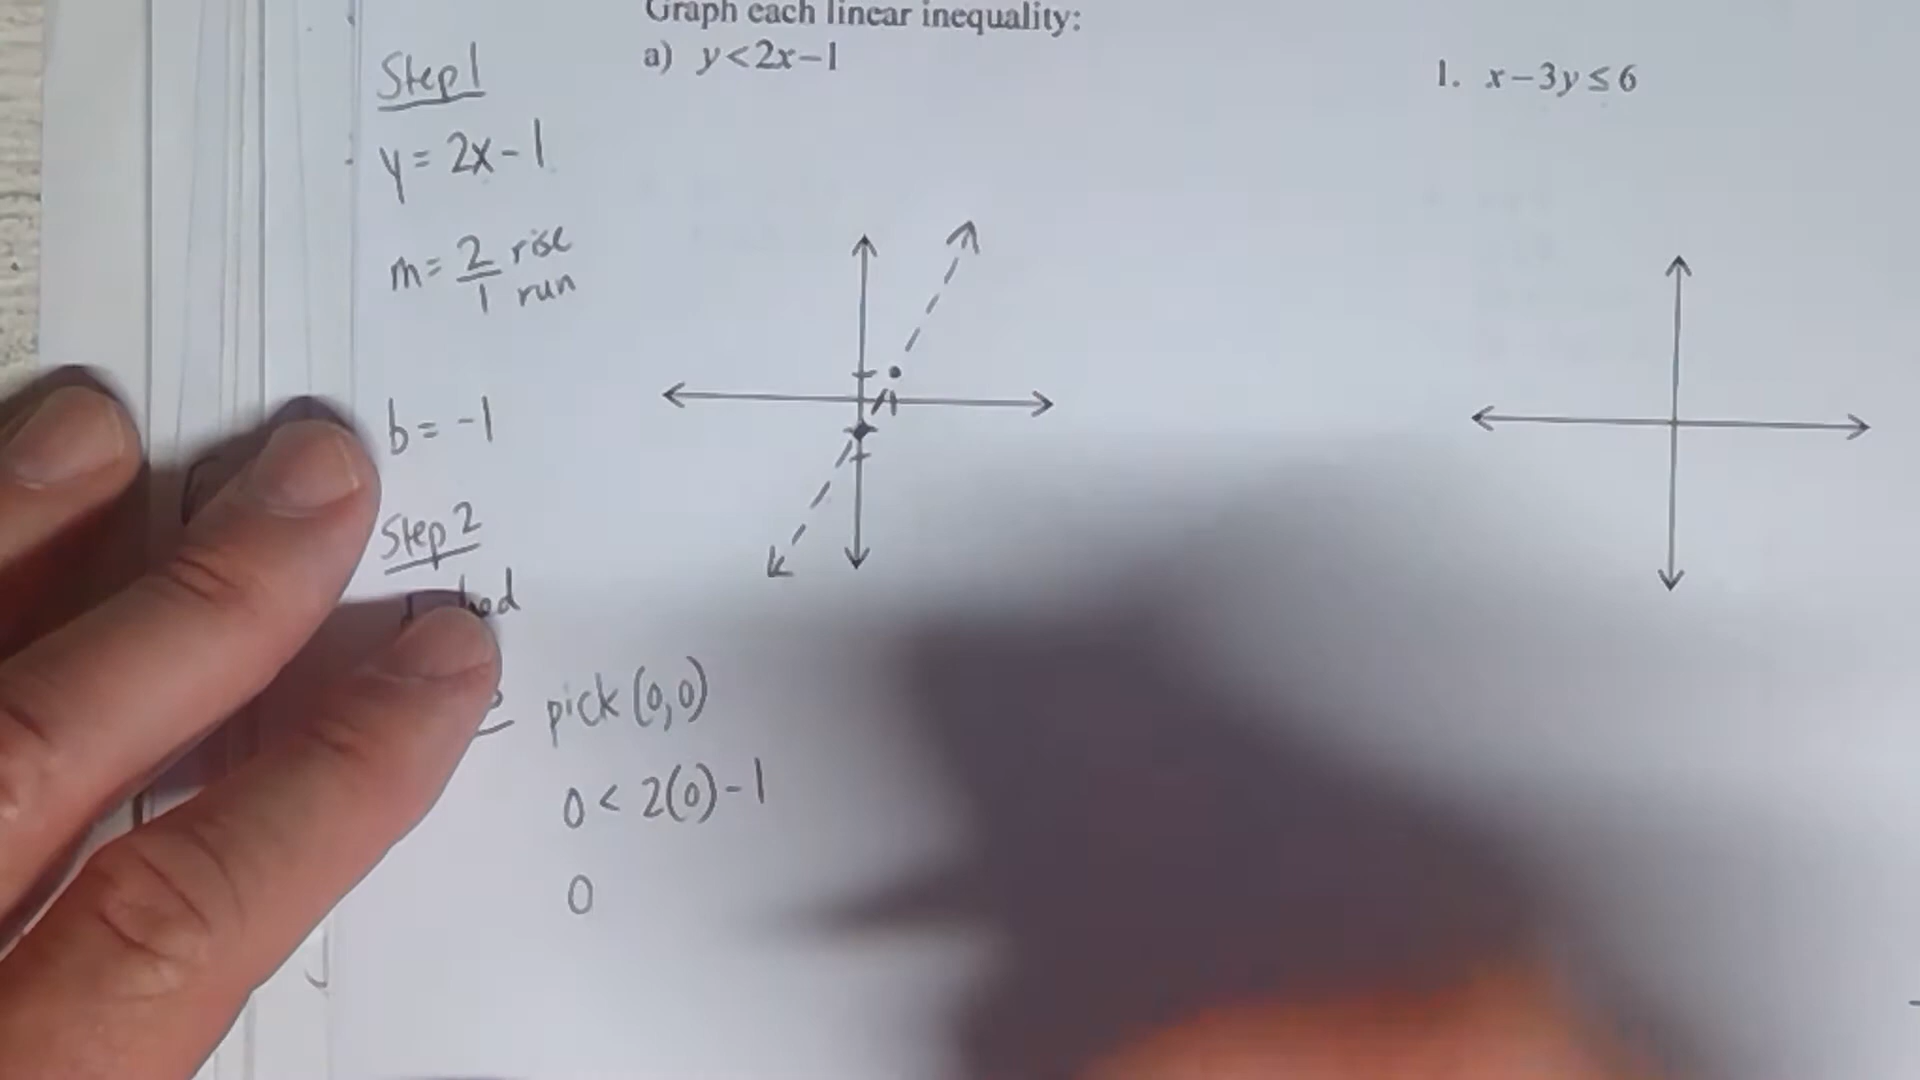 Graph each linear inequality:
a) y<2x−1
1. x−3y≤6
Step 1
y = 2x - 1
m = 2/1 rise run
b = -1
Step 2
pick (0,0)
0 < 2(0) - 1
0